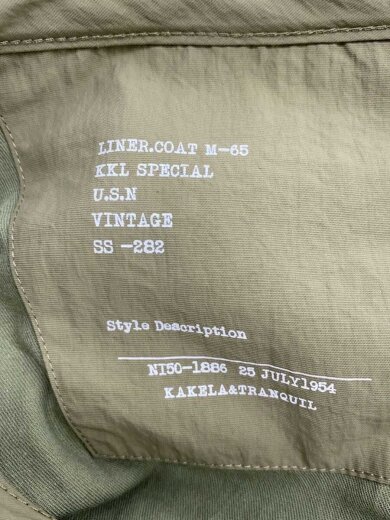 LINER.COAT M-65
KKL SPECIAL
U.S.N
VINTAGE
SS -282
Style Description
NI50-1886 25 JULY1954
KAKELA&TRANQUIL